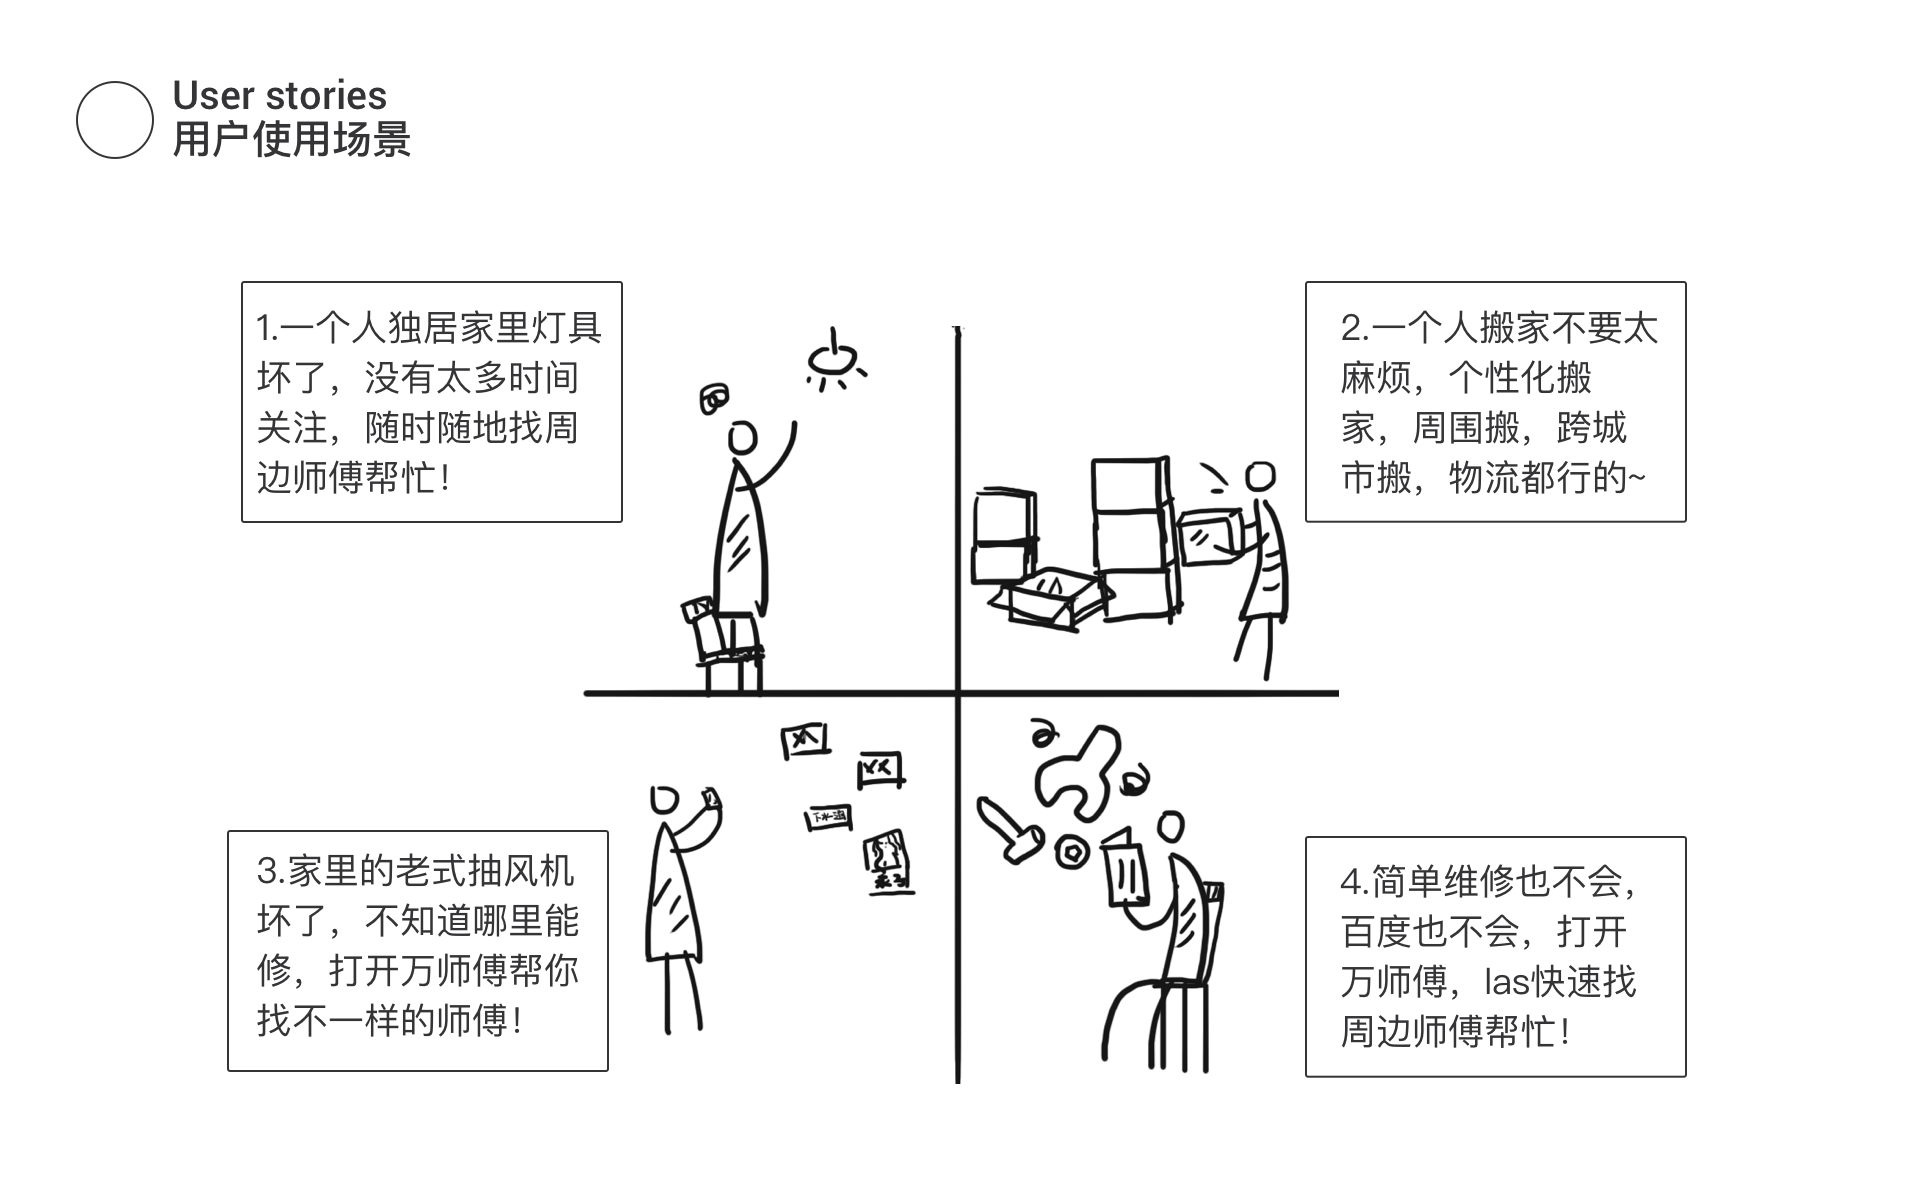 User stories
用户使用场景
1.一个人独居家里灯具
坏了，没有太多时间
关注，随时随地找周
边师傅帮忙！
2.一个人搬家不要太
麻烦，个性化搬
家，周围搬，跨城
市搬，物流都行的~
3.家里的老式抽风机
坏了，不知道哪里能
修，打开万师傅帮你
找不一样的师傅！
4.简单维修也不会，
百度也不会，打开
万师傅，las快速找
周边师傅帮忙！